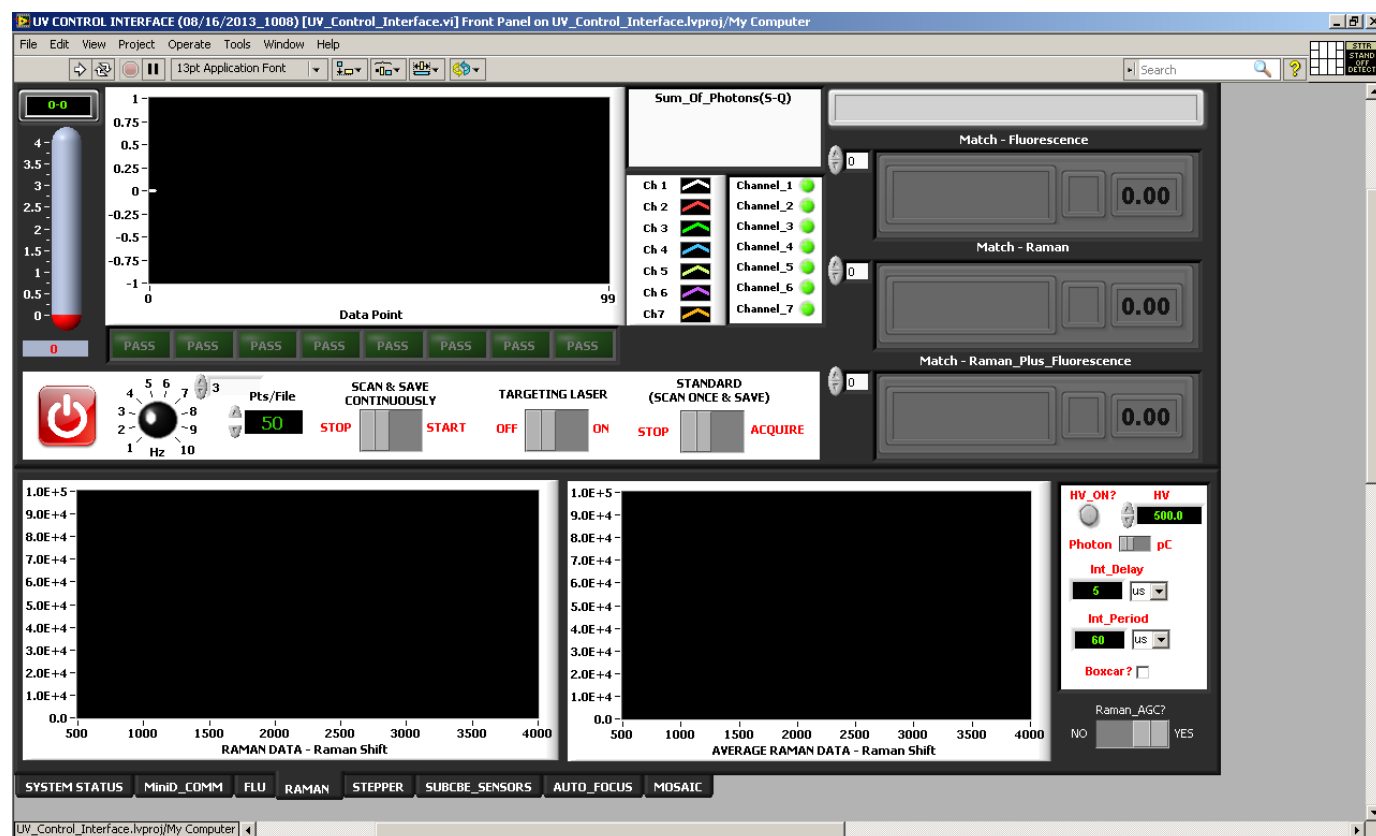 UV CONTROL INTERFACE (08/16/2013_1008) [UV_Control_Interface.vi] Front Panel on UV_Control_Interface.lvproj/My Computer
File Edit View Project Operate Tools Window Help
13pt Application Font
Search
STTR
STAND
OFF
DETECT
0-0
4
3.5
3
2.5
2
1.5
1
0.5
0
0
1
0.75
0.5
0.25
0
-0.25
-0.5
-0.75
-1
0 99
Data Point
Sum_Of_Photons(S-Q)
Ch 1
Ch 2
Ch 3
Ch 4
Ch 5
Ch 6
Ch7
Channel_1
Channel_2
Channel_3
Channel_4
Channel_5
Channel_6
Channel_7
PASS PASS PASS PASS PASS PASS PASS PASS
Match - Fluorescence
0
0.00
Match - Raman
0
0.00
Match - Raman_Plus_Fluorescence
0
0.00
1 2 3 4 5 6 7 8 9 10
Hz
3
Pts/File
50
SCAN & SAVE
CONTINUOUSLY
STOP START
TARGETING LASER
OFF ON
STANDARD
(SCAN ONCE & SAVE)
STOP ACQUIRE
1.0E+5
9.0E+4
8.0E+4
7.0E+4
6.0E+4
5.0E+4
4.0E+4
3.0E+4
2.0E+4
1.0E+4
0.0
500 1000 1500 2000 2500 3000 3500 4000
RAMAN DATA - Raman Shift
1.0E+5
9.0E+4
8.0E+4
7.0E+4
6.0E+4
5.0E+4
4.0E+4
3.0E+4
2.0E+4
1.0E+4
0.0
500 1000 1500 2000 2500 3000 3500 4000
AVERAGE RAMAN DATA - Raman Shift
HV_ON? HV
500.0
Photon pC
Int_Delay
5 us
Int_Period
60 us
Boxcar?
Raman_AGC?
NO YES
SYSTEM STATUS MiniD_COMM FLU RAMAN STEPPER SUBCBE_SENSORS AUTO_FOCUS MOSAIC
UV_Control_Interface.lvproj/My Computer